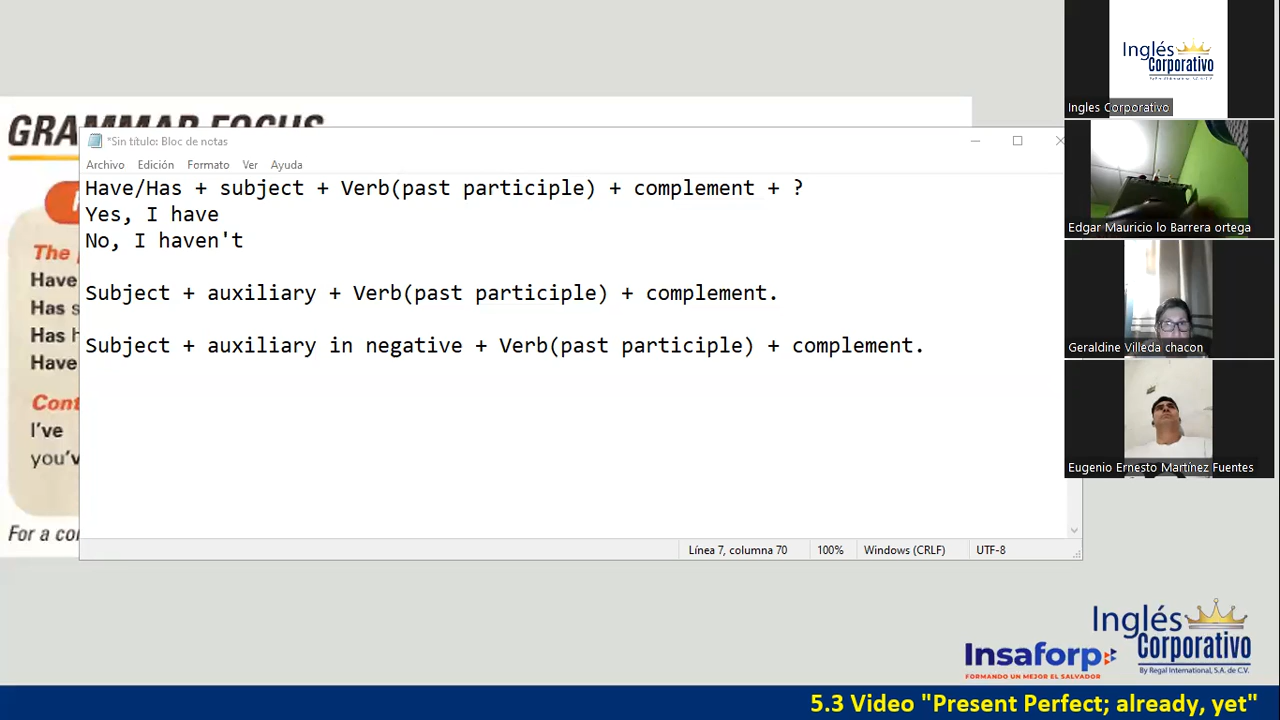 GRAMMAR FOCUS
*Sin título: Bloc de notas
Archivo Edición Formato Ver Ayuda
Have/Has + subject + Verb(past participle) + complement + ?
Yes, I have
No, I haven't
Subject + auxiliary + Verb(past participle) + complement.
Subject + auxiliary in negative + Verb(past participle) + complement.
The
Have
Has s
Has h
Have
Cont
I've
you'v
For a co
Línea 7, columna 70 100% Windows (CRLF) UTF-8
Inglés
Corporativo
Ingles Corporativo
Edgar Mauricio lo Barrera ortega
Geraldine Villeda chacon
Eugenio Ernesto Martínez Fuentes
Insaforp
FORMANDO UN MEJOR EL SALVADOR
Inglés
Corporativo
By Regal International, S.A. de C.V.
5.3 Video "Present Perfect; already, yet"